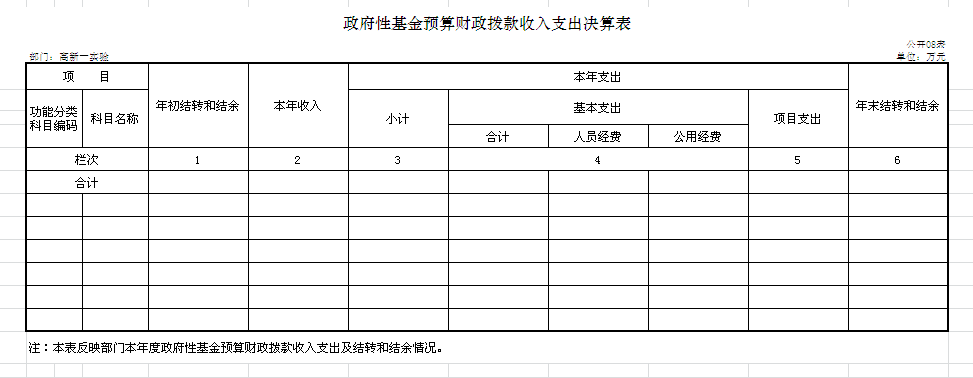 政府性基金预算财政拨款收入支出决算表
公开08表
部门：高新一实验
单位：万元
项 目
年初结转和结余
本年收入
本年支出
年末结转和结余
功能分类
科目编码
科目名称
小计
基本支出
项目支出
合计
人员经费
公用经费
栏次
1
2
3
4
5
6
合计
注：本表反映部门本年度政府性基金预算财政拨款收入支出及结转和结余情况。